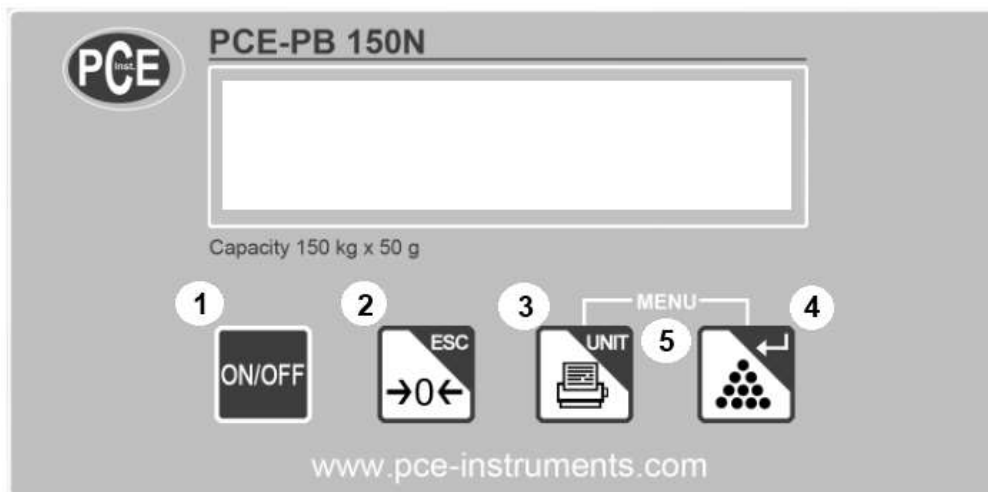 PCE-PB 150N
PCE
Inst.
Capacity 150 kg x 50 g
1
2
3
MENU
5
4
ON/OFF
ESC
→0←
UNIT
www.pce-instruments.com